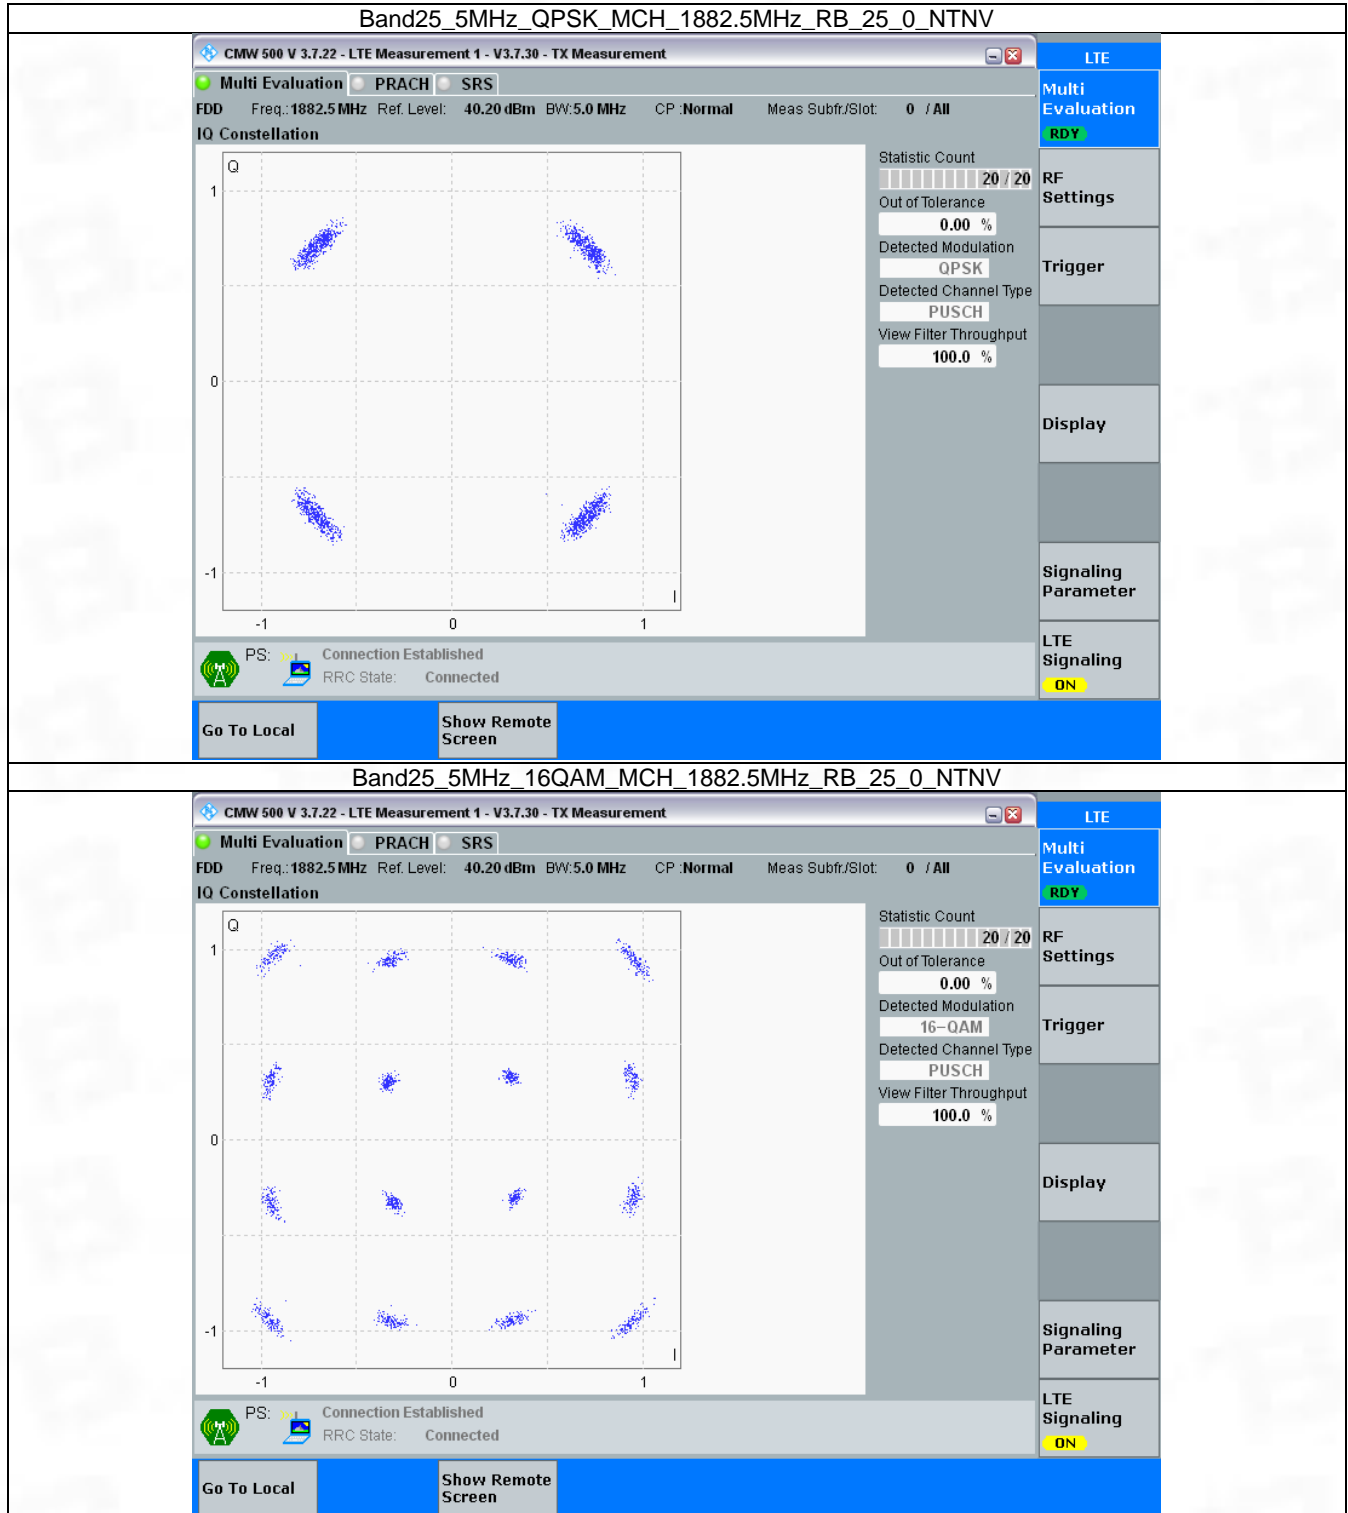 Band25_5MHz_QPSK_MCH_1882.5MHz_RB_25_0_NTNV
CMW 500 V 3.7.22 - LTE Measurement 1 - V3.7.30 - TX Measurement
LTE
Multi Evaluation PRACH SRS
Multi
Evaluation
RDY
FDD Freq.: 1882.5 MHz Ref. Level: 40.20 dBm BW: 5.0 MHz CP : Normal Meas Subfr./Slot: 0 / All
IQ Constellation
Q
1
0
-1
-1 0 1
I
Statistic Count
20 / 20
Out of Tolerance
0.00 %
Detected Modulation
QPSK
Detected Channel Type
PUSCH
View Filter Throughput
100.0 %
RF
Settings
Trigger
Display
Signaling
Parameter
LTE
Signaling
ON
PS: Connection Established
RRC State: Connected
Go To Local
Show Remote
Screen
Band25_5MHz_16QAM_MCH_1882.5MHz_RB_25_0_NTNV
CMW 500 V 3.7.22 - LTE Measurement 1 - V3.7.30 - TX Measurement
LTE
Multi Evaluation PRACH SRS
Multi
Evaluation
RDY
FDD Freq.: 1882.5 MHz Ref. Level: 40.20 dBm BW: 5.0 MHz CP : Normal Meas Subfr./Slot: 0 / All
IQ Constellation
Q
1
0
-1
-1 0 1
I
Statistic Count
20 / 20
Out of Tolerance
0.00 %
Detected Modulation
16-QAM
Detected Channel Type
PUSCH
View Filter Throughput
100.0 %
RF
Settings
Trigger
Display
Signaling
Parameter
LTE
Signaling
ON
PS: Connection Established
RRC State: Connected
Go To Local
Show Remote
Screen